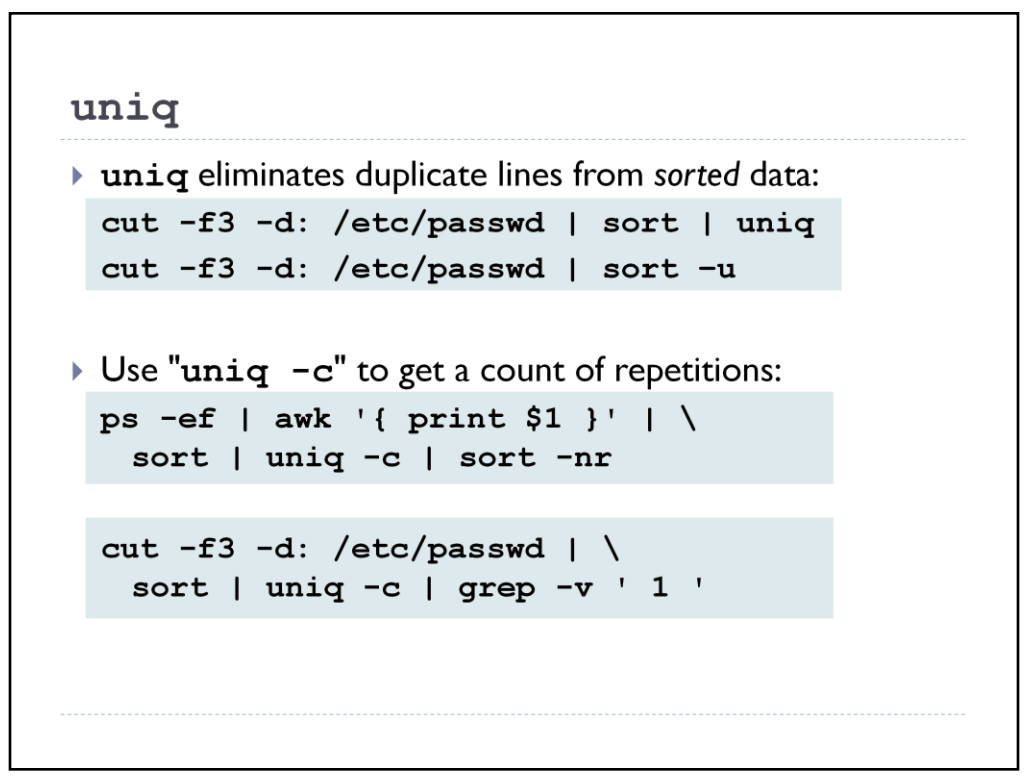 uniq
uniq eliminates duplicate lines from sorted data:
cut -f3 -d: /etc/passwd | sort | uniq
cut -f3 -d: /etc/passwd | sort –u
Use "uniq -c" to get a count of repetitions:
ps -ef | awk '{ print $1 }' | \
sort | uniq -c | sort -nr
cut -f3 -d: /etc/passwd | \
sort | uniq -c | grep -v ' 1 '